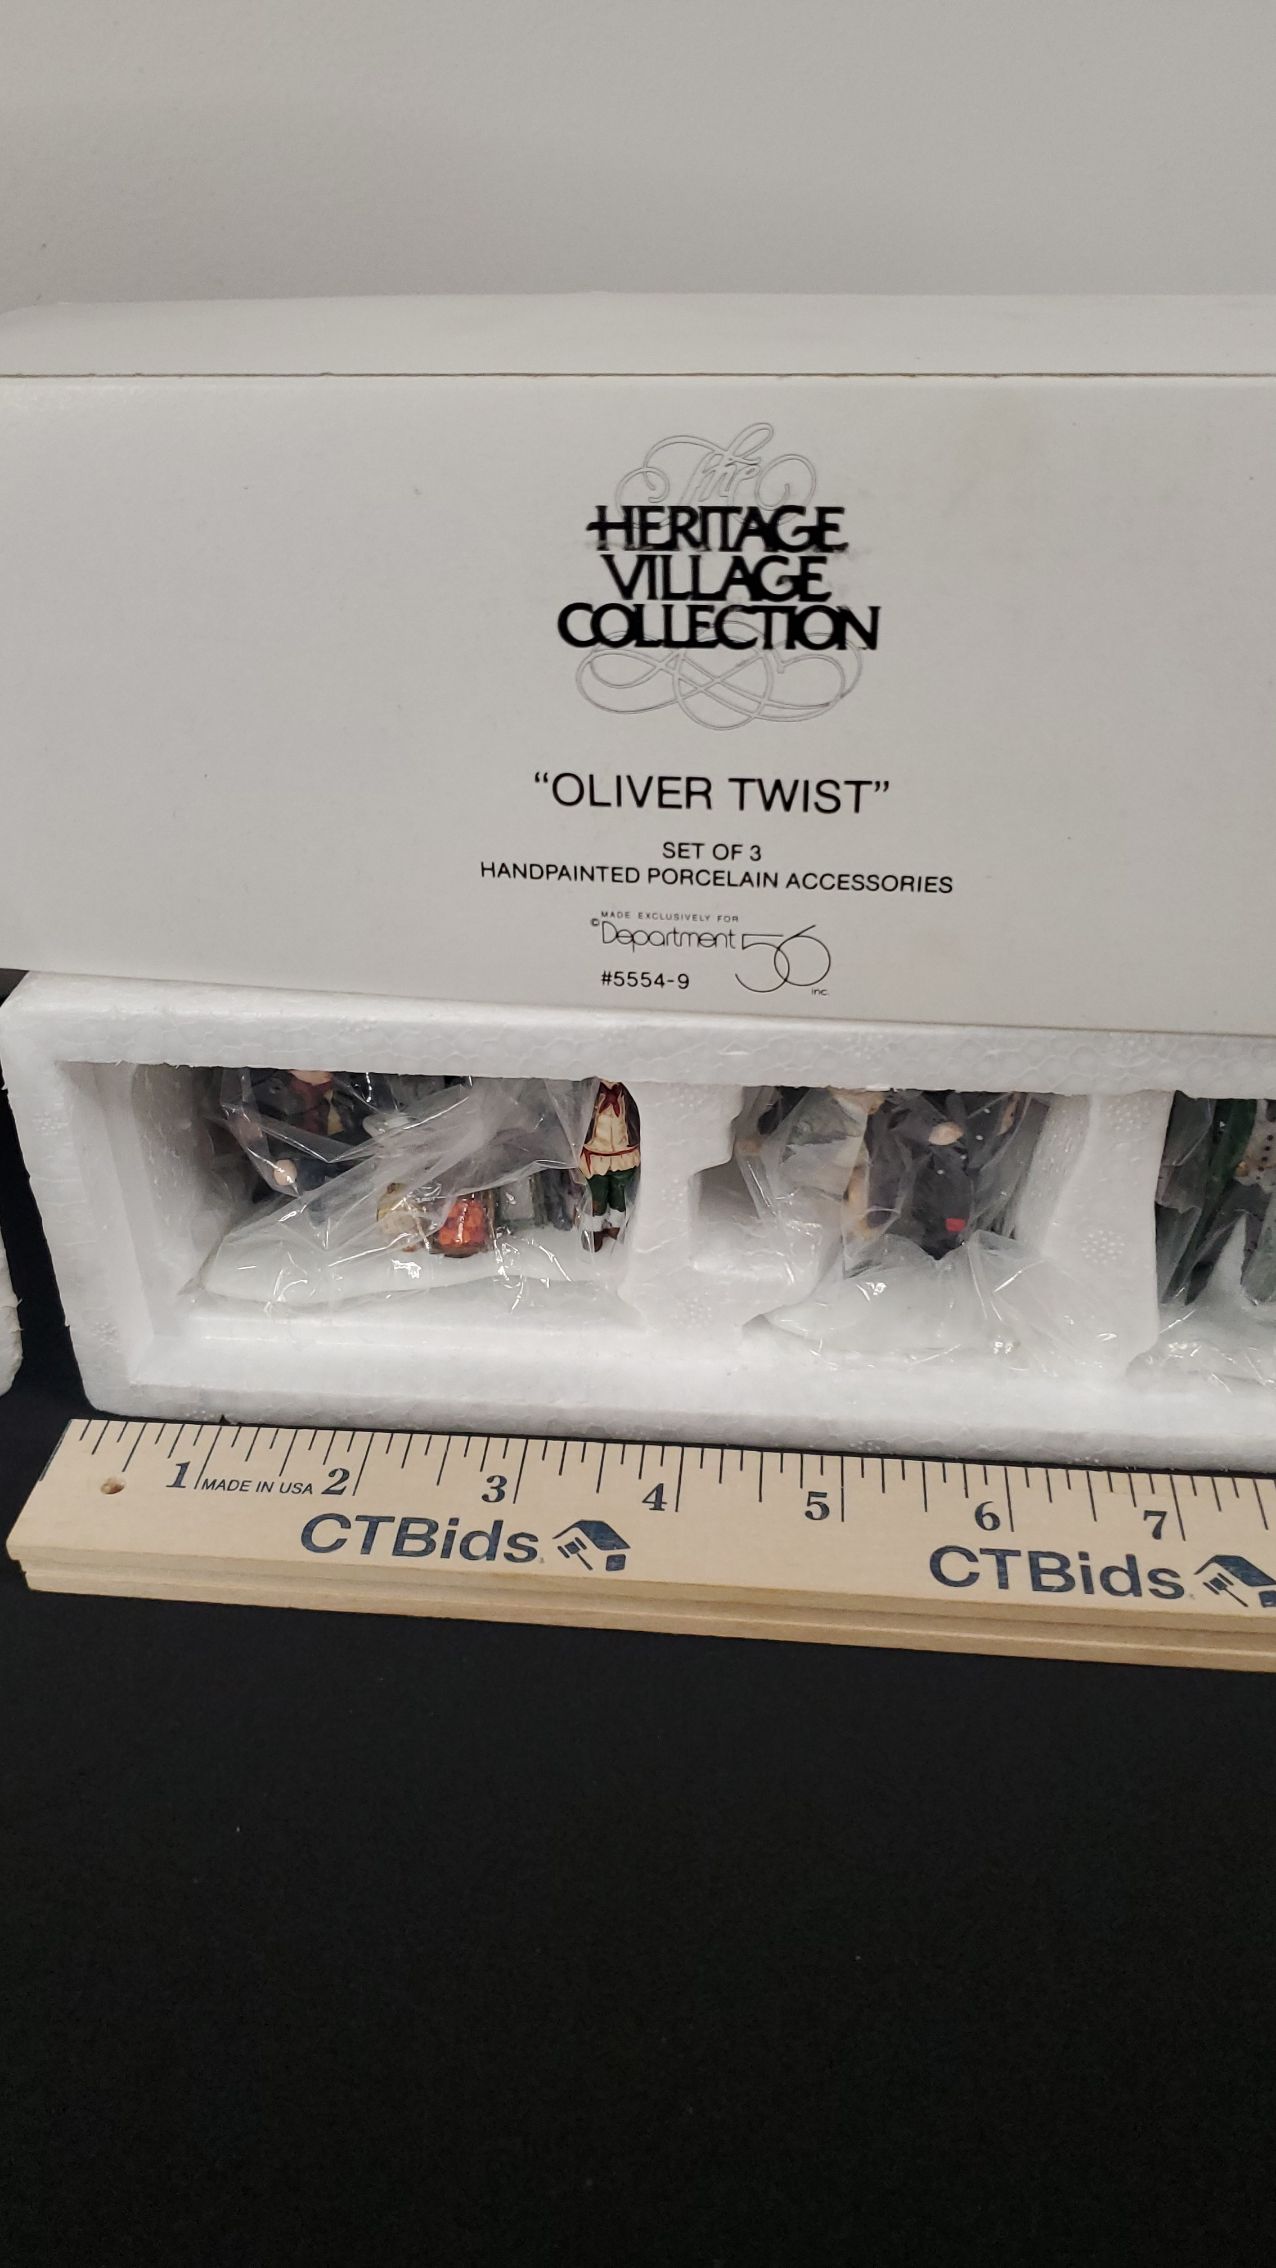 The
HERITAGE
VILLAGE
COLLECTION
“OLIVER TWIST”
SET OF 3
HANDPAINTED PORCELAIN ACCESSORIES
MADE EXCLUSIVELY FOR
©Department 56
#5554-9 inc.
1 MADE IN USA 2 3 4 5 6 7
CTBids CTBids